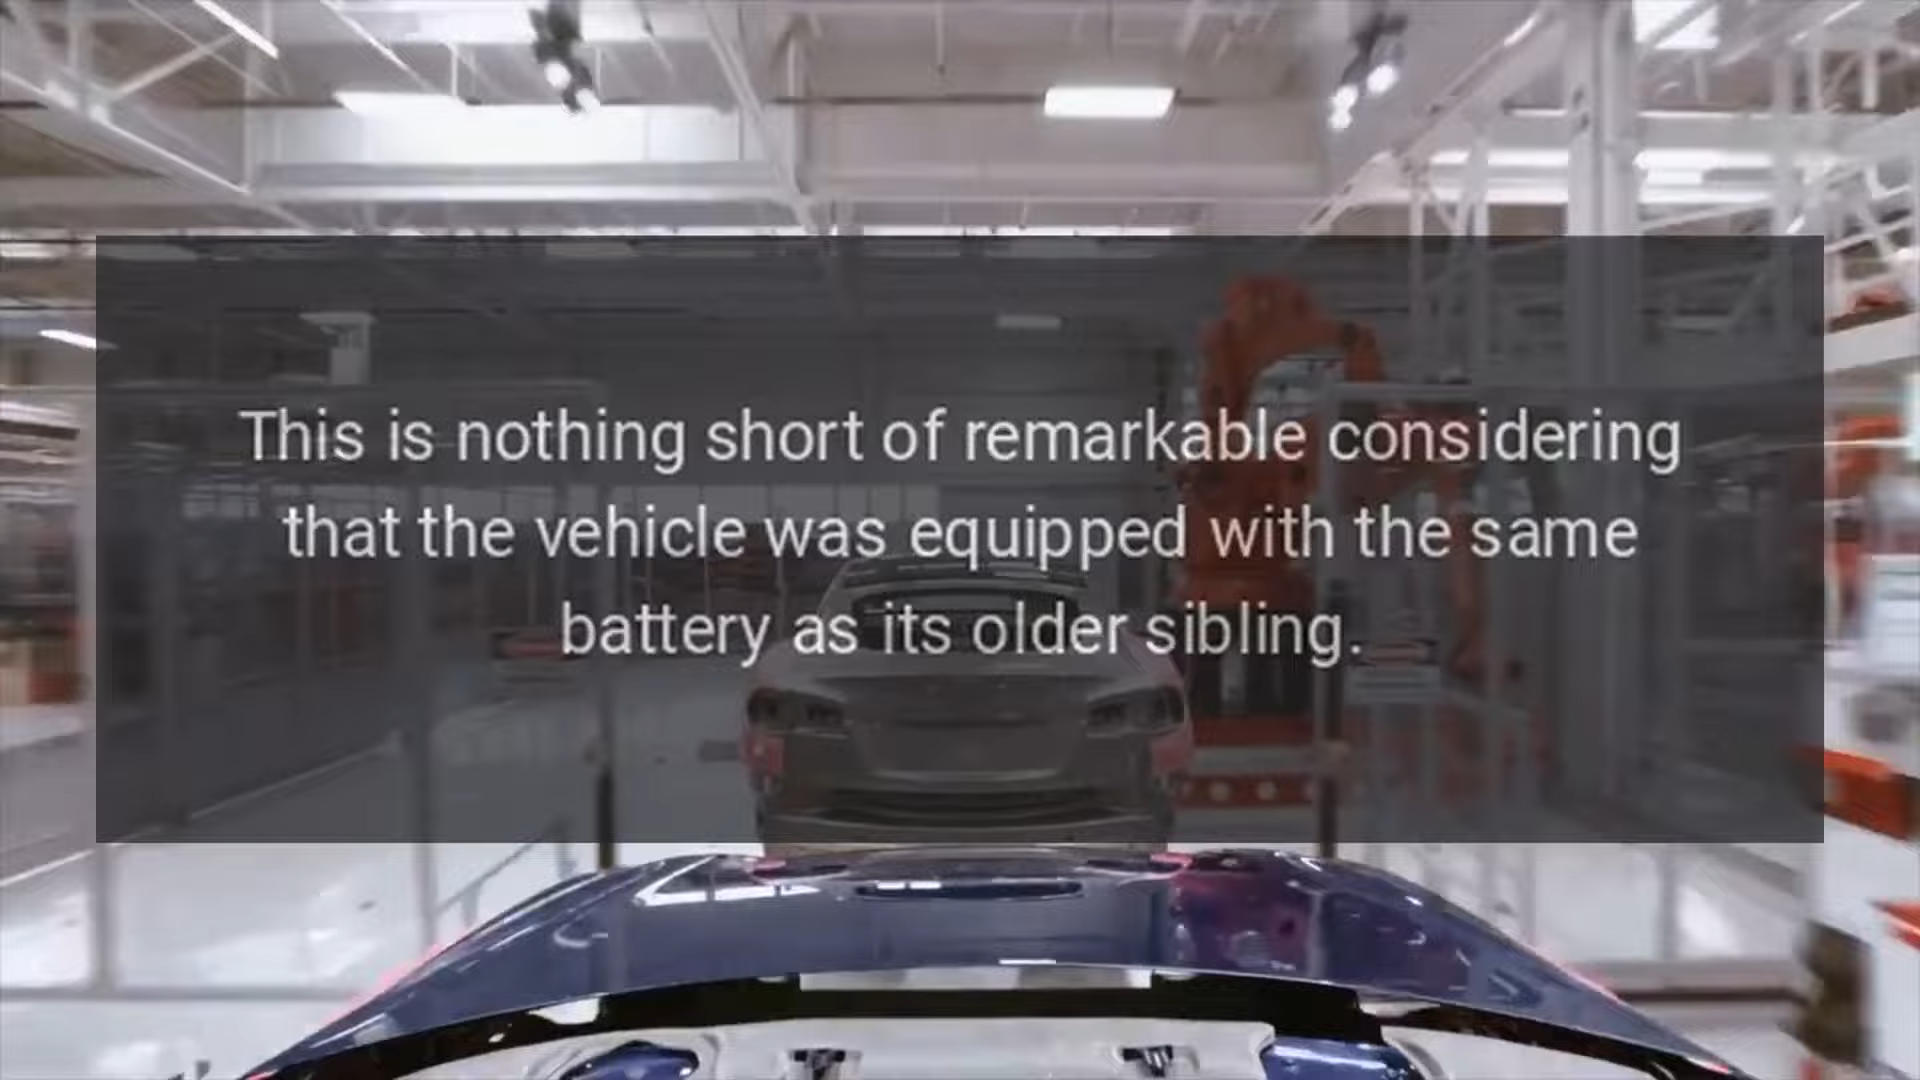 This is nothing short of remarkable considering
that the vehicle was equipped with the same
battery as its older sibling.